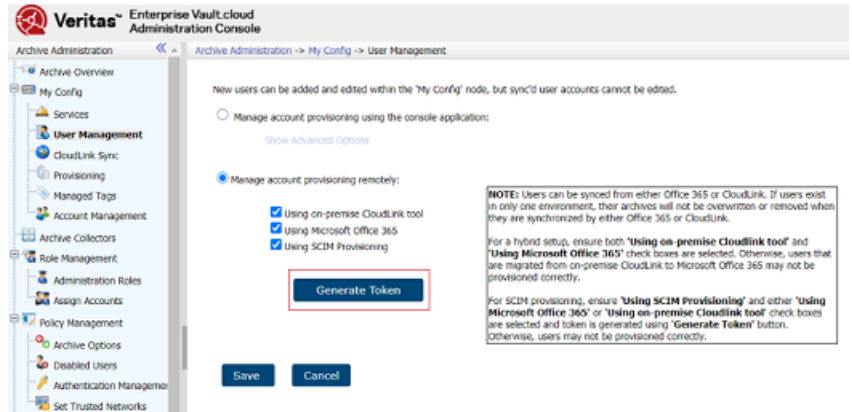 Veritas™ Enterprise Vault.cloud
Administration Console
Archive Administration
Archive Administration -> My Config -> User Management
Archive Overview
My Config
Services
User Management
CloudLink Sync
Provisioning
Managed Tags
Account Management
Archive Collectors
Role Management
Administration Roles
Assign Accounts
Policy Management
Archive Options
Disabled Users
Authentication Managemen
Set Trusted Networks
New users can be added and edited within the 'My Config' node, but sync'd user accounts cannot be edited.
Manage account provisioning using the console application:
Show Advanced Options
Manage account provisioning remotely:
Using on-premise CloudLink tool
Using Microsoft Office 365
Using SCIM Provisioning
Generate Token
Save
Cancel
NOTE: Users can be synced from either Office 365 or CloudLink. If users exist
in only one environment, their archives will not be overwritten or removed when
they are synchronized by either Office 365 or CloudLink.
For a hybrid setup, ensure both 'Using on-premise Cloudlink tool' and
'Using Microsoft Office 365' check boxes are selected. Otherwise, users that
are migrated from on-premise CloudLink to Microsoft Office 365 may not be
provisioned correctly.
For SCIM provisioning, ensure 'Using SCIM Provisioning' and either 'Using
Microsoft Office 365' or 'Using on-premise Cloudlink tool' check boxes
are selected and token is generated using 'Generate Token' button.
Otherwise, users may not be provisioned correctly.